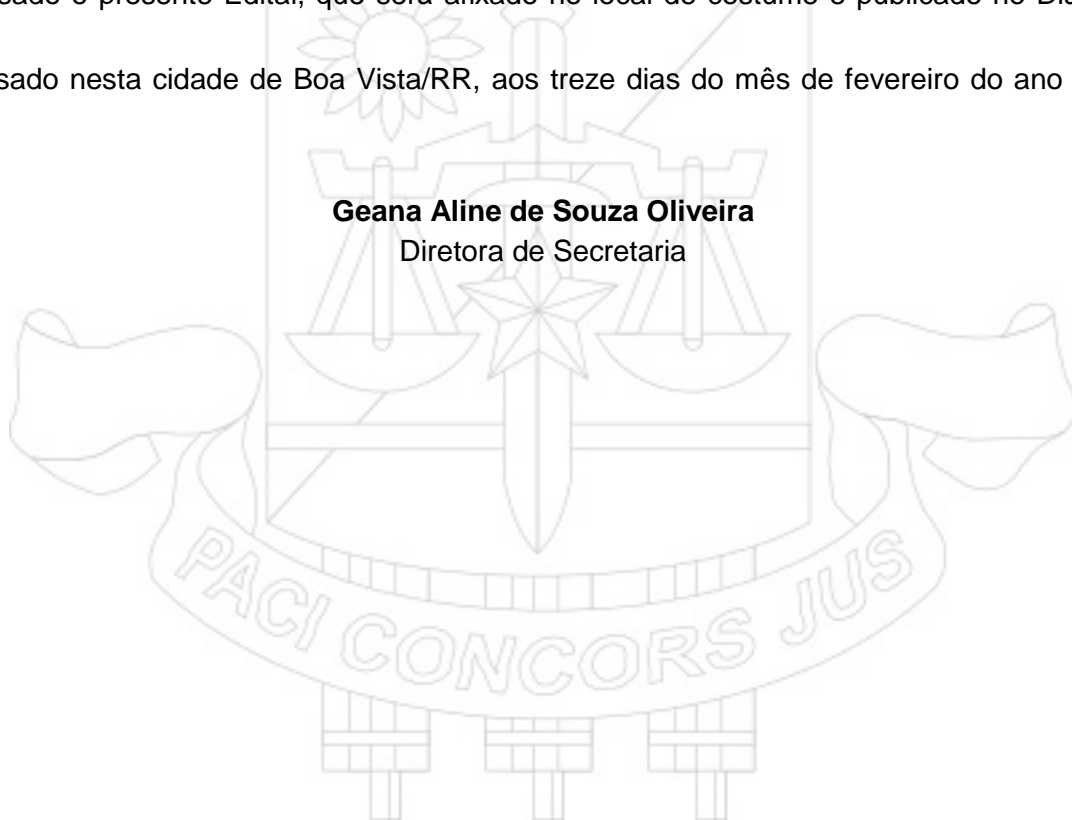 sado o presente Edital, que será afixado no local de costume e publicado no Di
sado nesta cidade de Boa Vista/RR, aos treze dias do mês de fevereiro do ano
Geana Aline de Souza Oliveira
Diretora de Secretaria
PACI CONCORS JUS